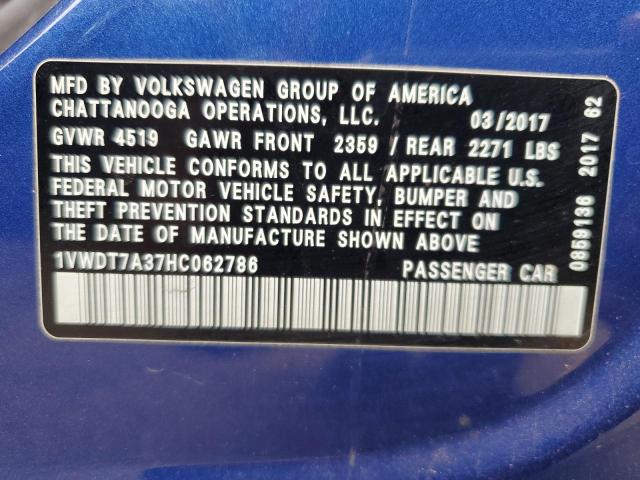 MFD BY VOLKSWAGEN GROUP OF AMERICA
CHATTANOOGA OPERATIONS, LLC. 03/2017
GVWR 4519 GAWR FRONT 2359 / REAR 2271 LBS
THIS VEHICLE CONFORMS TO ALL APPLICABLE U.S.
FEDERAL MOTOR VEHICLE SAFETY, BUMPER AND
THEFT PREVENTION STANDARDS IN EFFECT ON
THE DATE OF MANUFACTURE SHOWN ABOVE
1VWDT7A37HC062786 PASSENGER CAR
0859136 2017 62